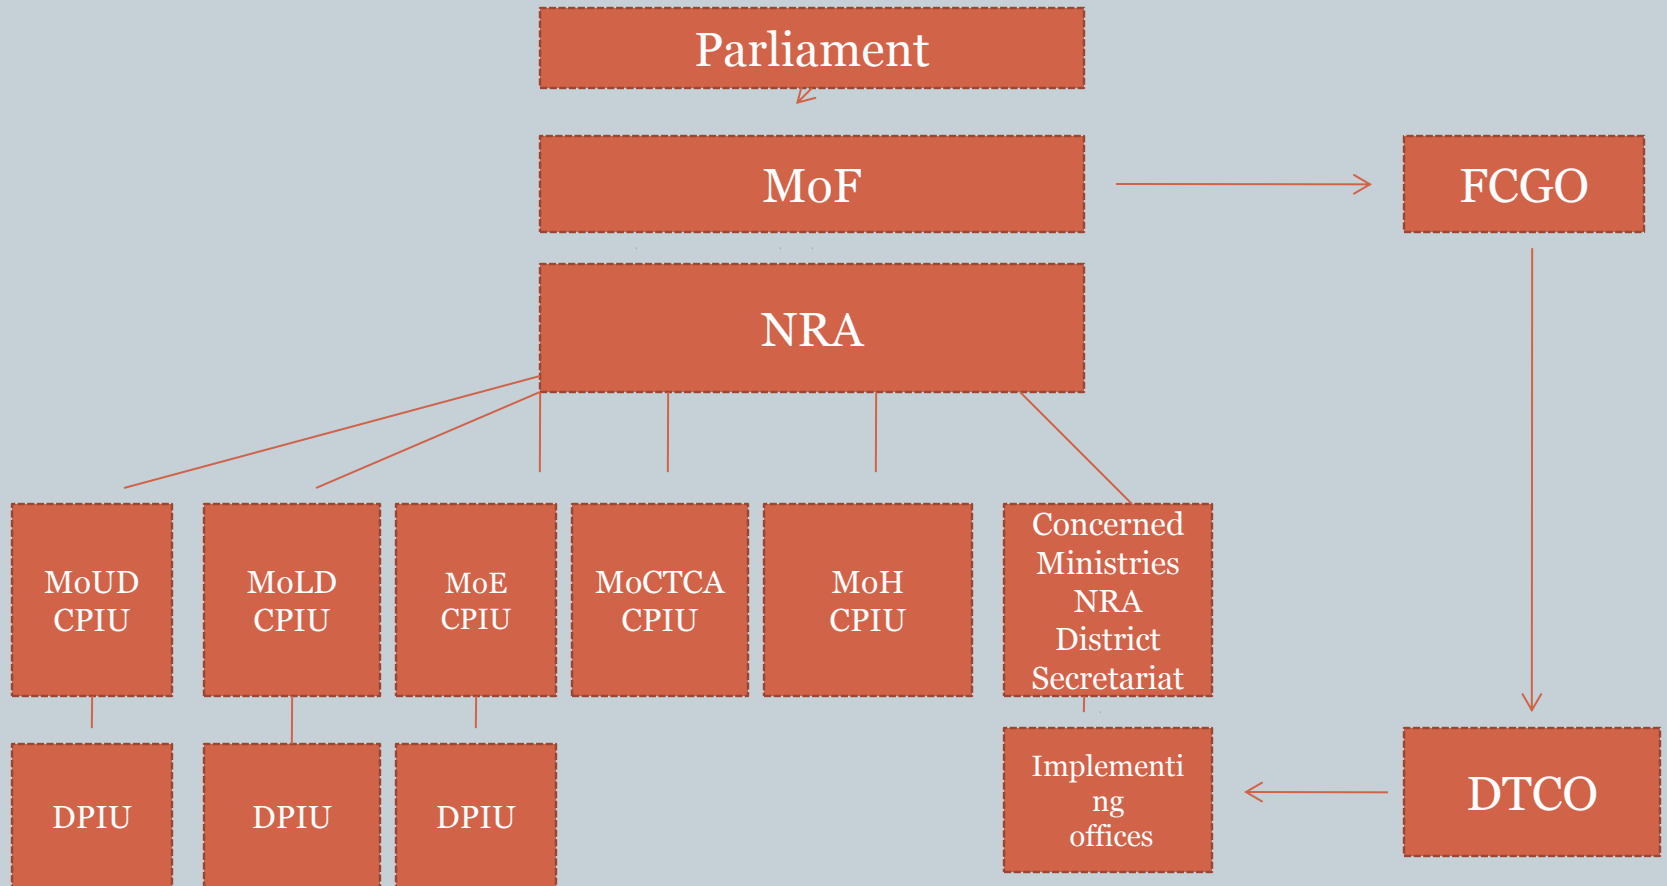 Parliament
MoF
FCGO
NRA
MoUD
CPIU
MoLD
CPIU
MoE
CPIU
MoCTCA
CPIU
MoH
CPIU
Concerned
Ministries
NRA
District
Secretariat
DPIU
DPIU
DPIU
Implementi
ng
offices
DTCO